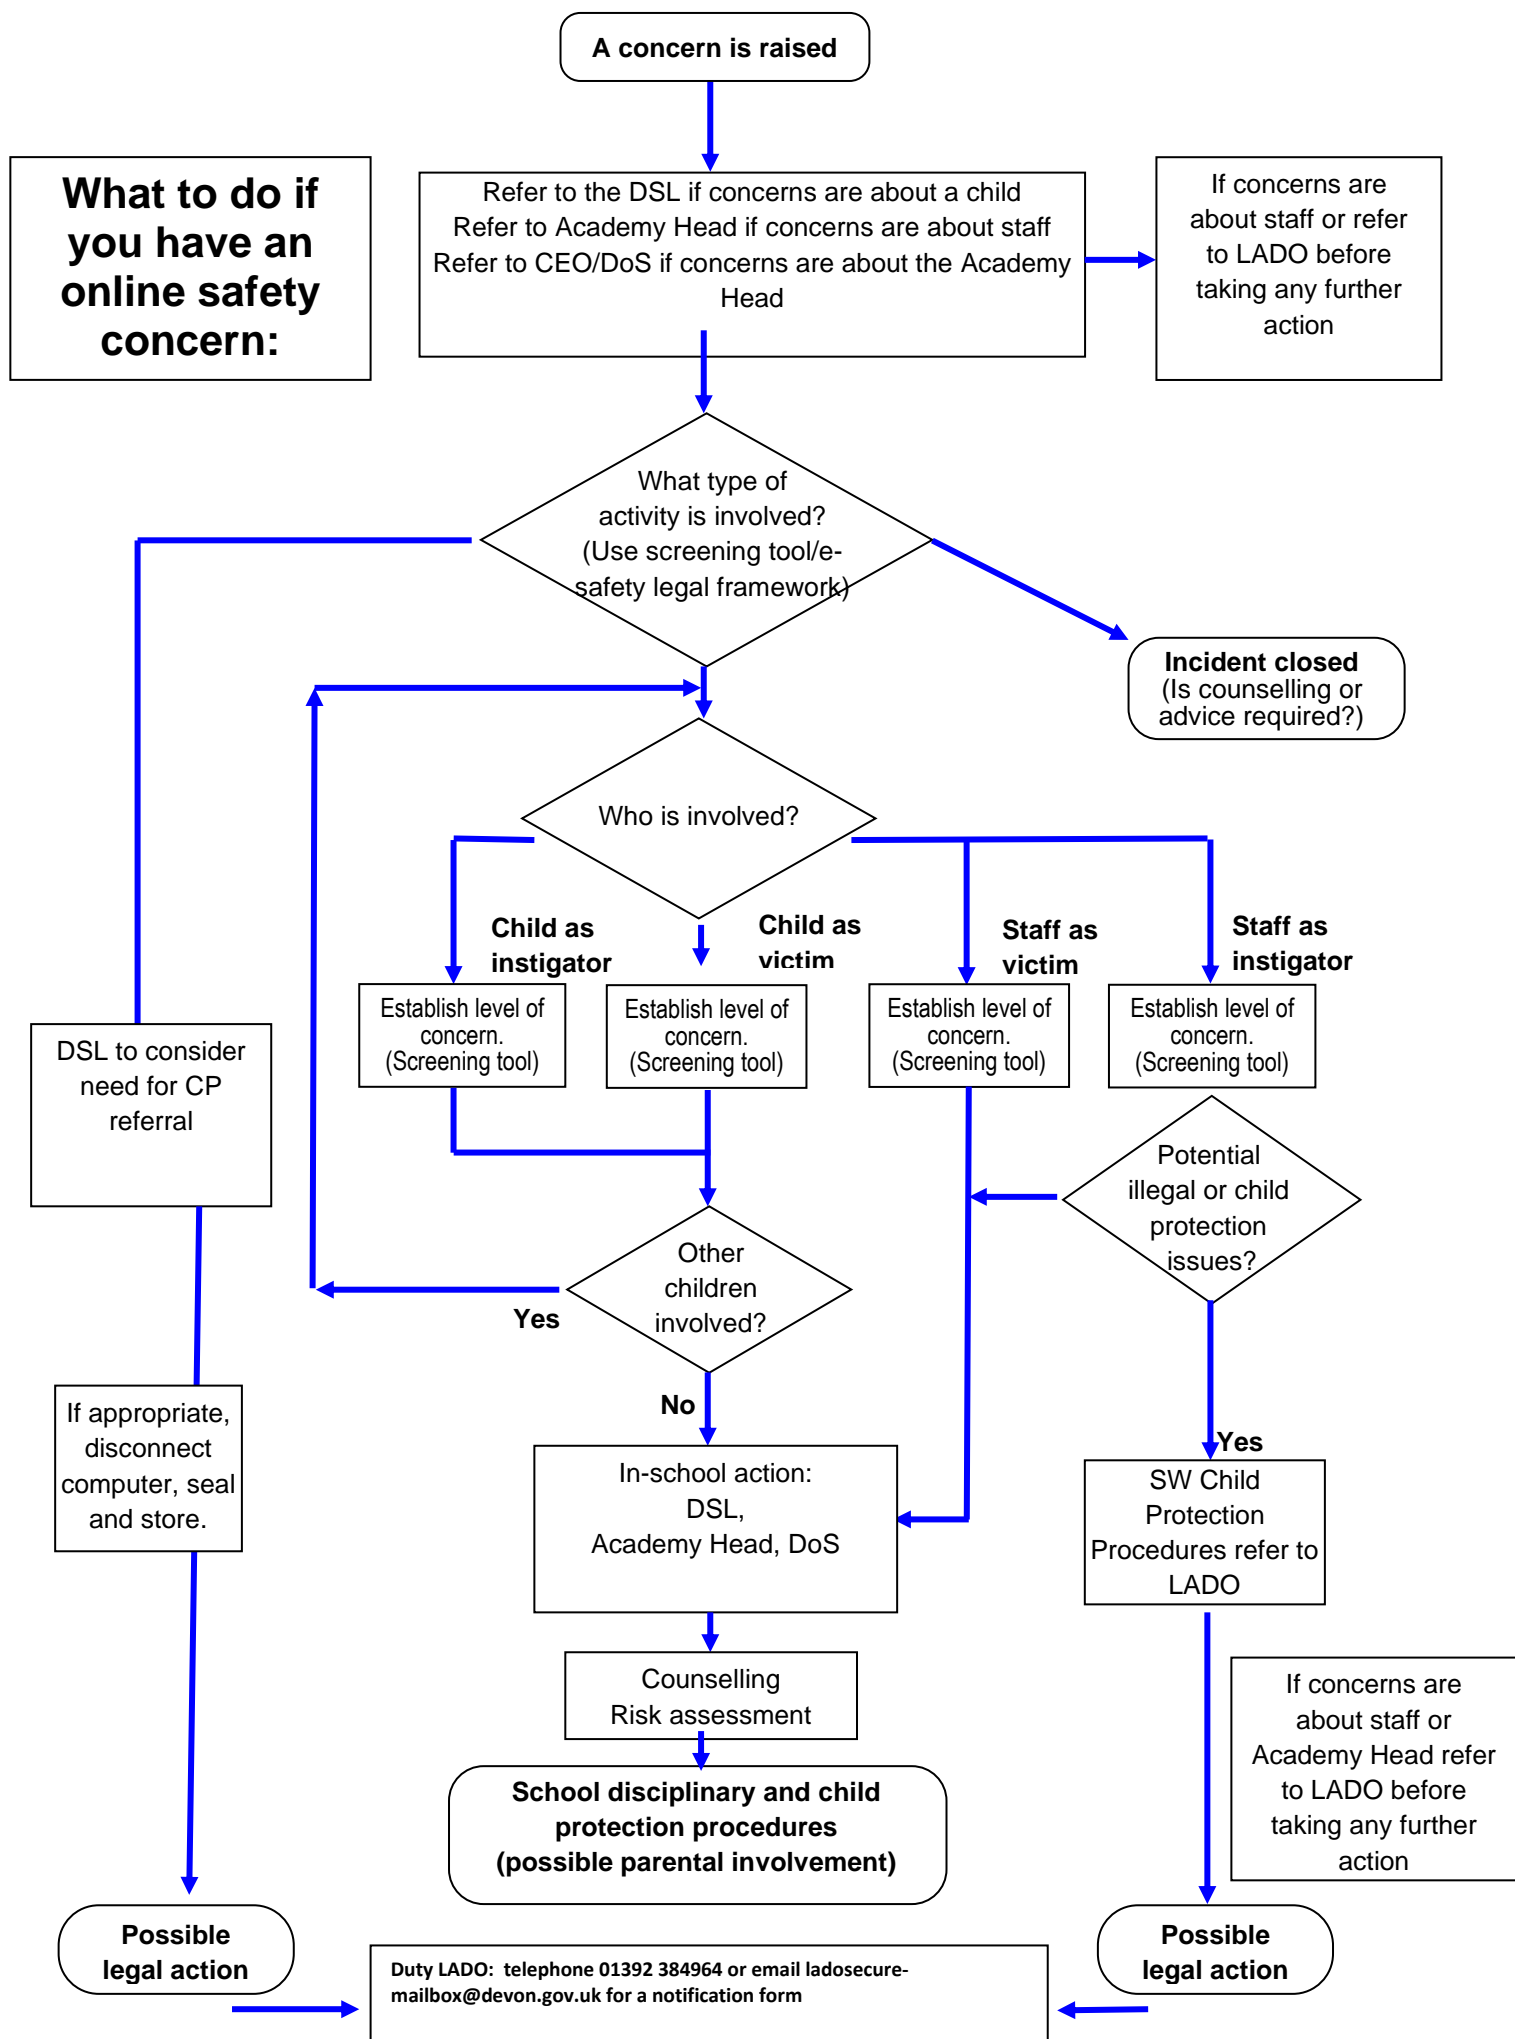 A concern is raised
What to do if
you have an
online safety
concern:
Refer to the DSL if concerns are about a child
Refer to Academy Head if concerns are about staff
Refer to CEO/DoS if concerns are about the Academy
Head
If concerns are
about staff or refer
to LADO before
taking any further
action
What type of
activity is involved?
(Use screening tool/e-
safety legal framework)
Incident closed
(Is counselling or
advice required?)
Who is involved?
Child as
instigator
Child as
victim
Staff as
victim
Staff as
instigator
Establish level of
concern.
(Screening tool)
Establish level of
concern.
(Screening tool)
Establish level of
concern.
(Screening tool)
Establish level of
concern.
(Screening tool)
DSL to consider
need for CP
referral
Potential
illegal or child
protection
issues?
Other
children
involved?
Yes
No
If appropriate,
disconnect
computer, seal
and store.
Yes
In-school action:
DSL,
Academy Head, DoS
SW Child
Protection
Procedures refer to
LADO
Counselling
Risk assessment
If concerns are
about staff or
Academy Head refer
to LADO before
taking any further
action
School disciplinary and child
protection procedures
(possible parental involvement)
Possible
legal action
Possible
legal action
Duty LADO: telephone 01392 384964 or email ladosecure-
mailbox@devon.gov.uk for a notification form